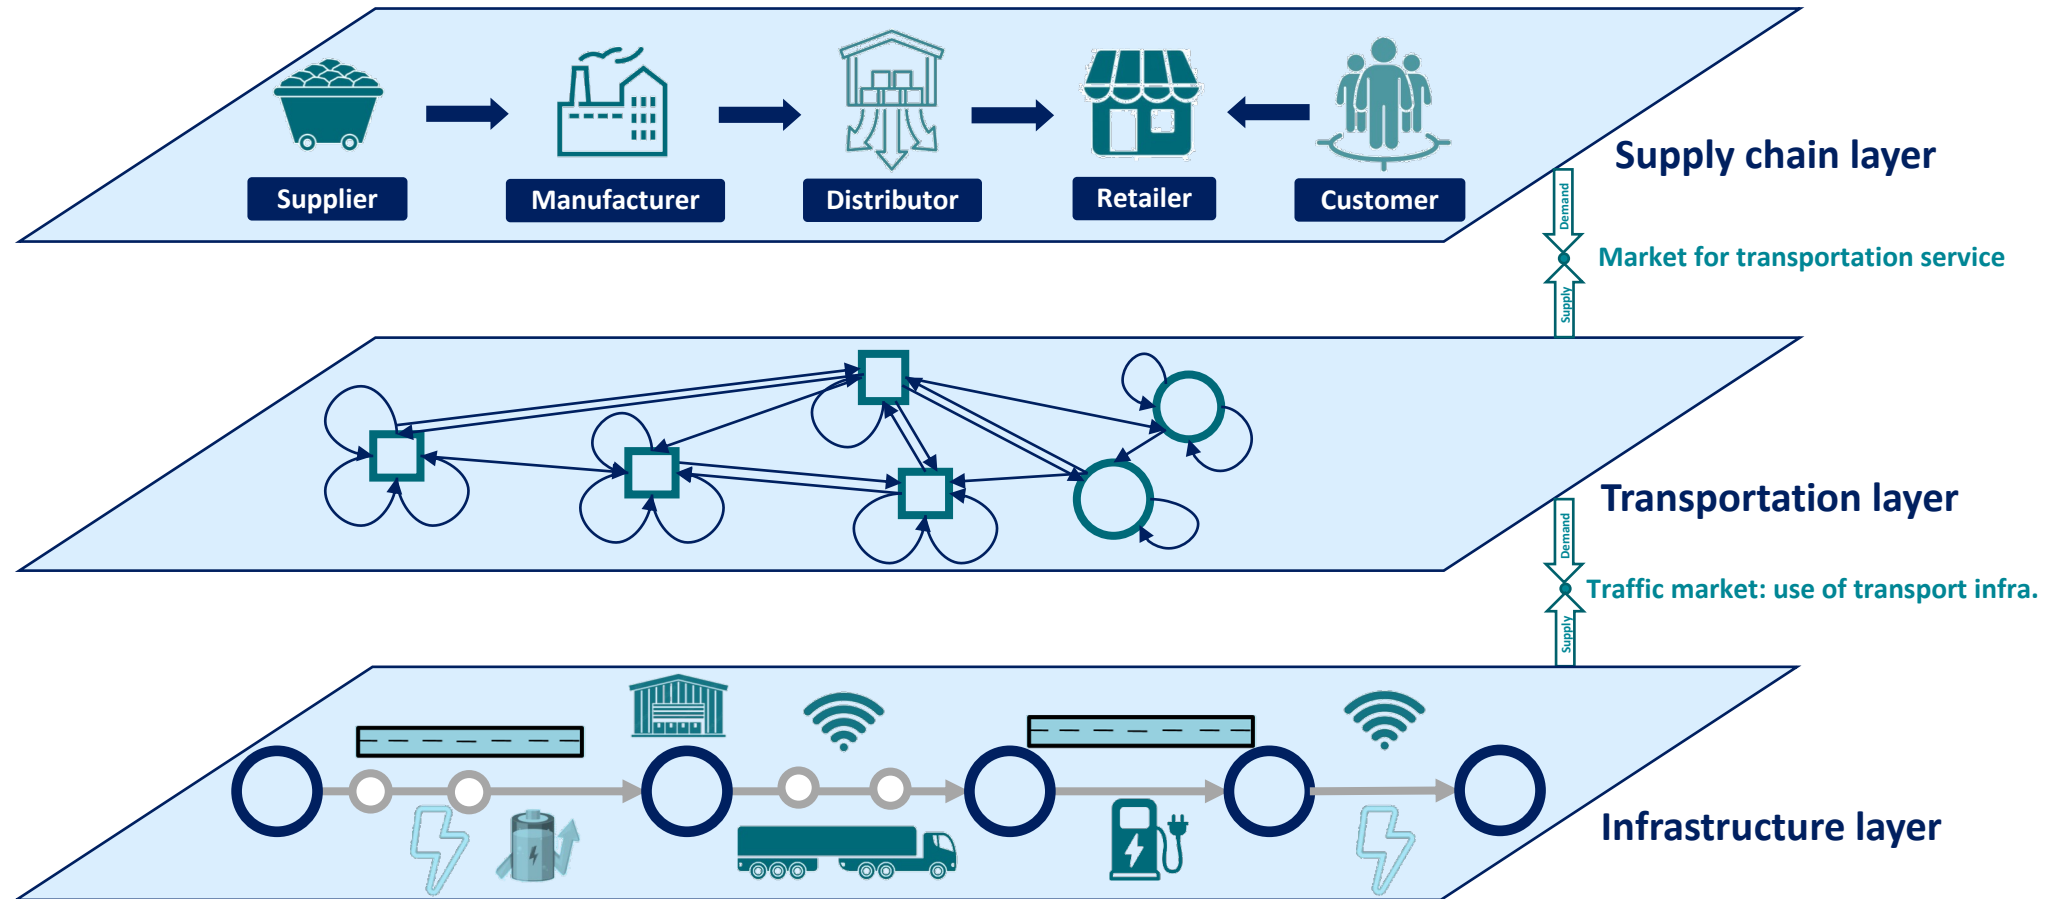 Supplier
Manufacturer
Distributor
Retailer
Customer
Supply chain layer
Demand
Market for transportation service
Supply
Transportation layer
Demand
Traffic market: use of transport infra.
Supply
Infrastructure layer